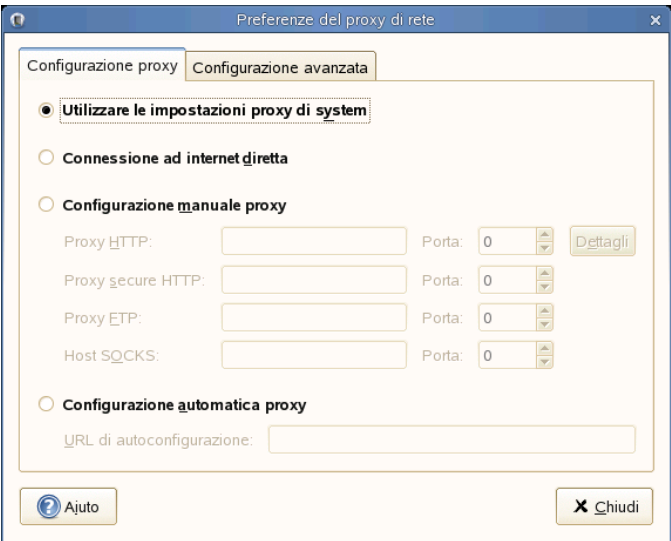 Preferenze del proxy di rete
Configurazione proxy Configurazione avanzata
Utilizzare le impostazioni proxy di system
Connessione ad internet diretta
Configurazione manuale proxy
Proxy HTTP: Porta: 0 Dettagli
Proxy secure HTTP: Porta: 0
Proxy FTP: Porta: 0
Host SOCKS: Porta: 0
Configurazione automatica proxy
URL di autoconfigurazione:
Aiuto Chiudi